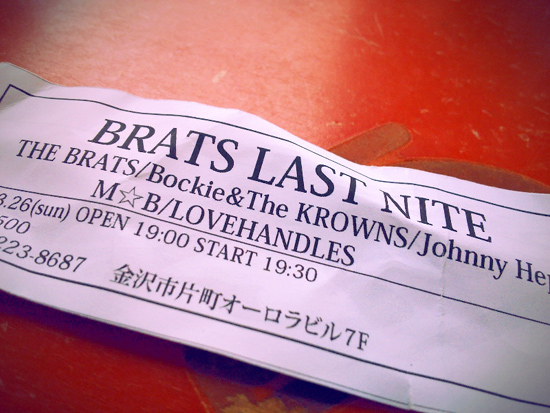 BRATS LAST NITE
THE BRATS/Bockie&The KROWNS/Johnny Hep
M☆B/LOVEHANDLES
3.26(sun) OPEN 19:00 START 19:30
500
223-8687
金沢市片町オーロラビル7F